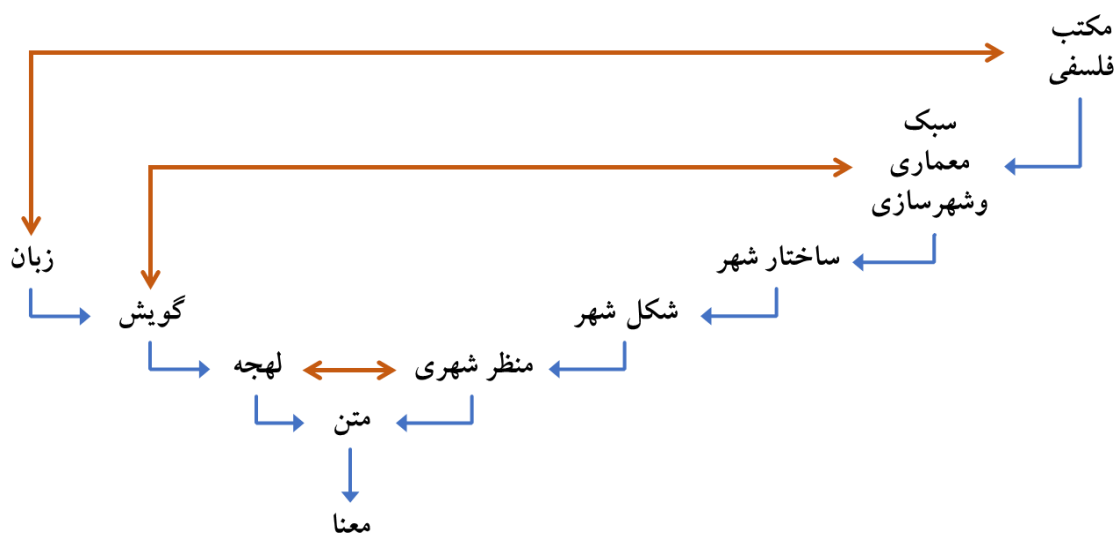 مکتب
فلسفی
سبک
معماری
وشهرسازی
زبان
ساختار شهر
گویش
شکل شهر
لهجه
منظر شهری
متن
معنا